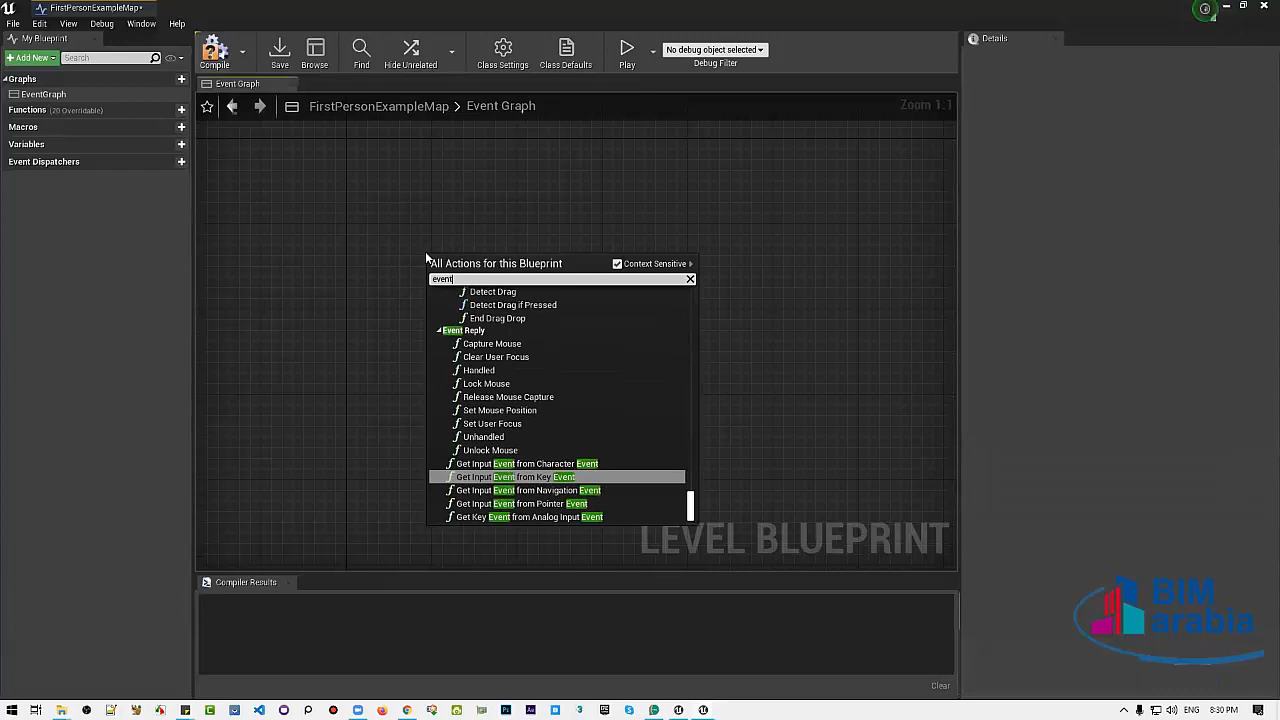 FirstPersonExampleMap•
File Edit View Debug Window Help
My Blueprint
Details
Add New
Search
Compile
Save
Browse
Find
Hide Unrelated
Class Settings
Class Defaults
Play
No debug object selected
Debug Filter
Event Graph
Graphs
EventGraph
Functions (20 Overridable)
Macros
Variables
Event Dispatchers
FirstPersonExampleMap > Event Graph
Zoom 1:1
All Actions for this Blueprint
Context Sensitive
event
Detect Drag
Detect Drag if Pressed
End Drag Drop
Event Reply
Capture Mouse
Clear User Focus
Handled
Lock Mouse
Release Mouse Capture
Set Mouse Position
Set User Focus
Unhandled
Unlock Mouse
Get Input Event from Character Event
Get Input Event from Key Event
Get Input Event from Navigation Event
Get Input Event from Pointer Event
Get Key Event from Analog Input Event
LEVEL BLUEPRINT
Compiler Results
Clear
BIM
arabia
8:30 PM